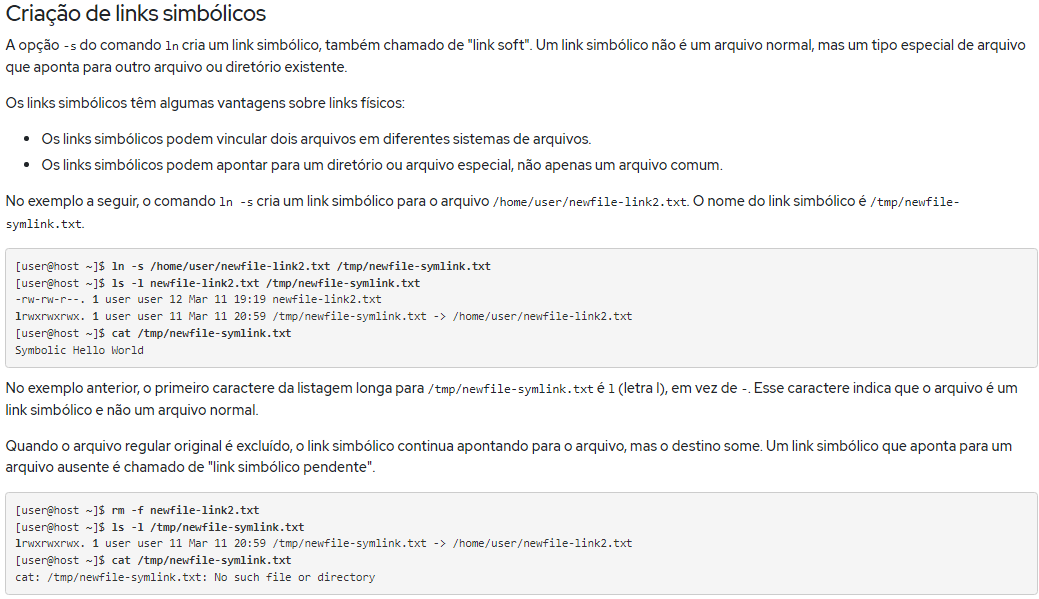 Criação de links simbólicos
A opção -s do comando ln cria um link simbólico, também chamado de "link soft". Um link simbólico não é um arquivo normal, mas um tipo especial de arquivo
que aponta para outro arquivo ou diretório existente.
Os links simbólicos têm algumas vantagens sobre links físicos:
• Os links simbólicos podem vincular dois arquivos em diferentes sistemas de arquivos.
• Os links simbólicos podem apontar para um diretório ou arquivo especial, não apenas um arquivo comum.
No exemplo a seguir, o comando ln -s cria um link simbólico para o arquivo /home/user/newfile-link2.txt. O nome do link simbólico é /tmp/newfile-
symlink.txt.
[user@host ~]$ ln -s /home/user/newfile-link2.txt /tmp/newfile-symlink.txt
[user@host ~]$ ls -l newfile-link2.txt /tmp/newfile-symlink.txt
-rw-rw-r--. 1 user user 12 Mar 11 19:19 newfile-link2.txt
lrwxrwxrwx. 1 user user 11 Mar 11 20:59 /tmp/newfile-symlink.txt -> /home/user/newfile-link2.txt
[user@host ~]$ cat /tmp/newfile-symlink.txt
Symbolic Hello World
No exemplo anterior, o primeiro caractere da listagem longa para /tmp/newfile-symlink.txt é l (letra l), em vez de -. Esse caractere indica que o arquivo é um
link simbólico e não um arquivo normal.
Quando o arquivo regular original é excluído, o link simbólico continua apontando para o arquivo, mas o destino some. Um link simbólico que aponta para um
arquivo ausente é chamado de "link simbólico pendente".
[user@host ~]$ rm -f newfile-link2.txt
[user@host ~]$ ls -l /tmp/newfile-symlink.txt
lrwxrwxrwx. 1 user user 11 Mar 11 20:59 /tmp/newfile-symlink.txt -> /home/user/newfile-link2.txt
[user@host ~]$ cat /tmp/newfile-symlink.txt
cat: /tmp/newfile-symlink.txt: No such file or directory